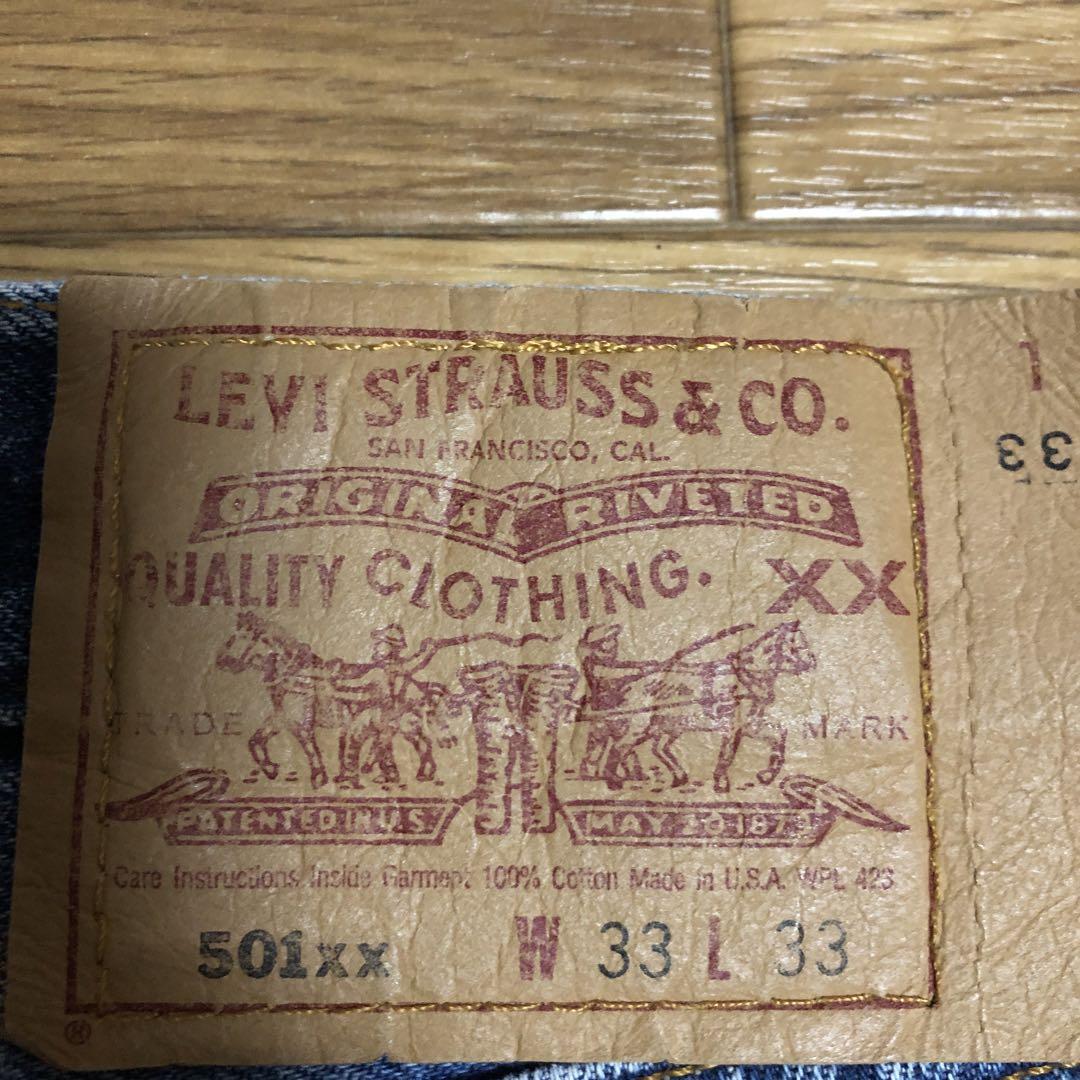 LEVI STRAUSS & CO.
SAN FRANCISCO, CAL.
ORIGINAL RIVETED
QUALITY CLOTHING. XX
TRADE MARK
PATENTED IN U.S. MAY 20 1873
Care Instructions Inside Garment 100% Cotton Made in U.S.A. WPL 423
501xx W 33 L 33
®
33